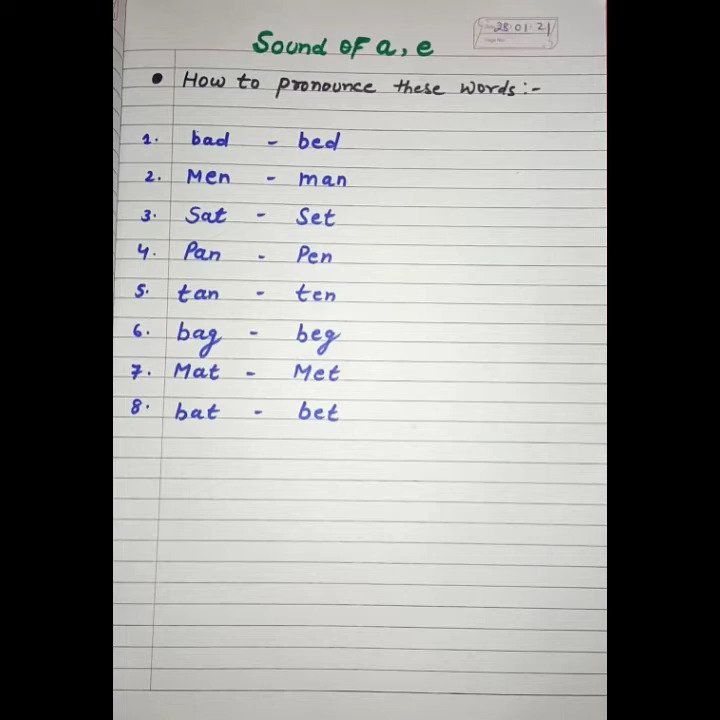 28.01.21
Sound OF a, e
• How to pronounce these words:-
1. bad - bed
2. Men - man
3. Sat - Set
4. Pan - Pen
5. tan - ten
6. bag - beg
7. Mat - Met
8. bat - bet